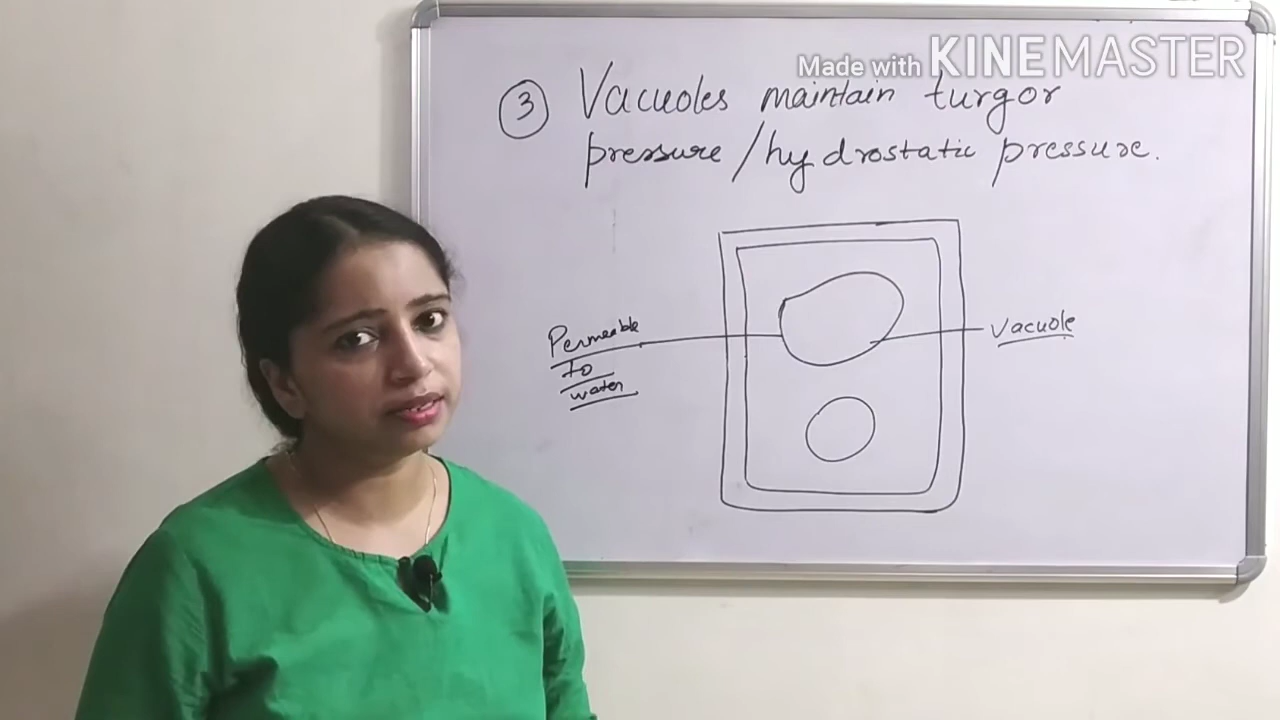 Made with KINEMASTER
3 Vacuoles maintain turgor
pressure/hydrostatic pressure.
Permeable
to
water
Vacuole